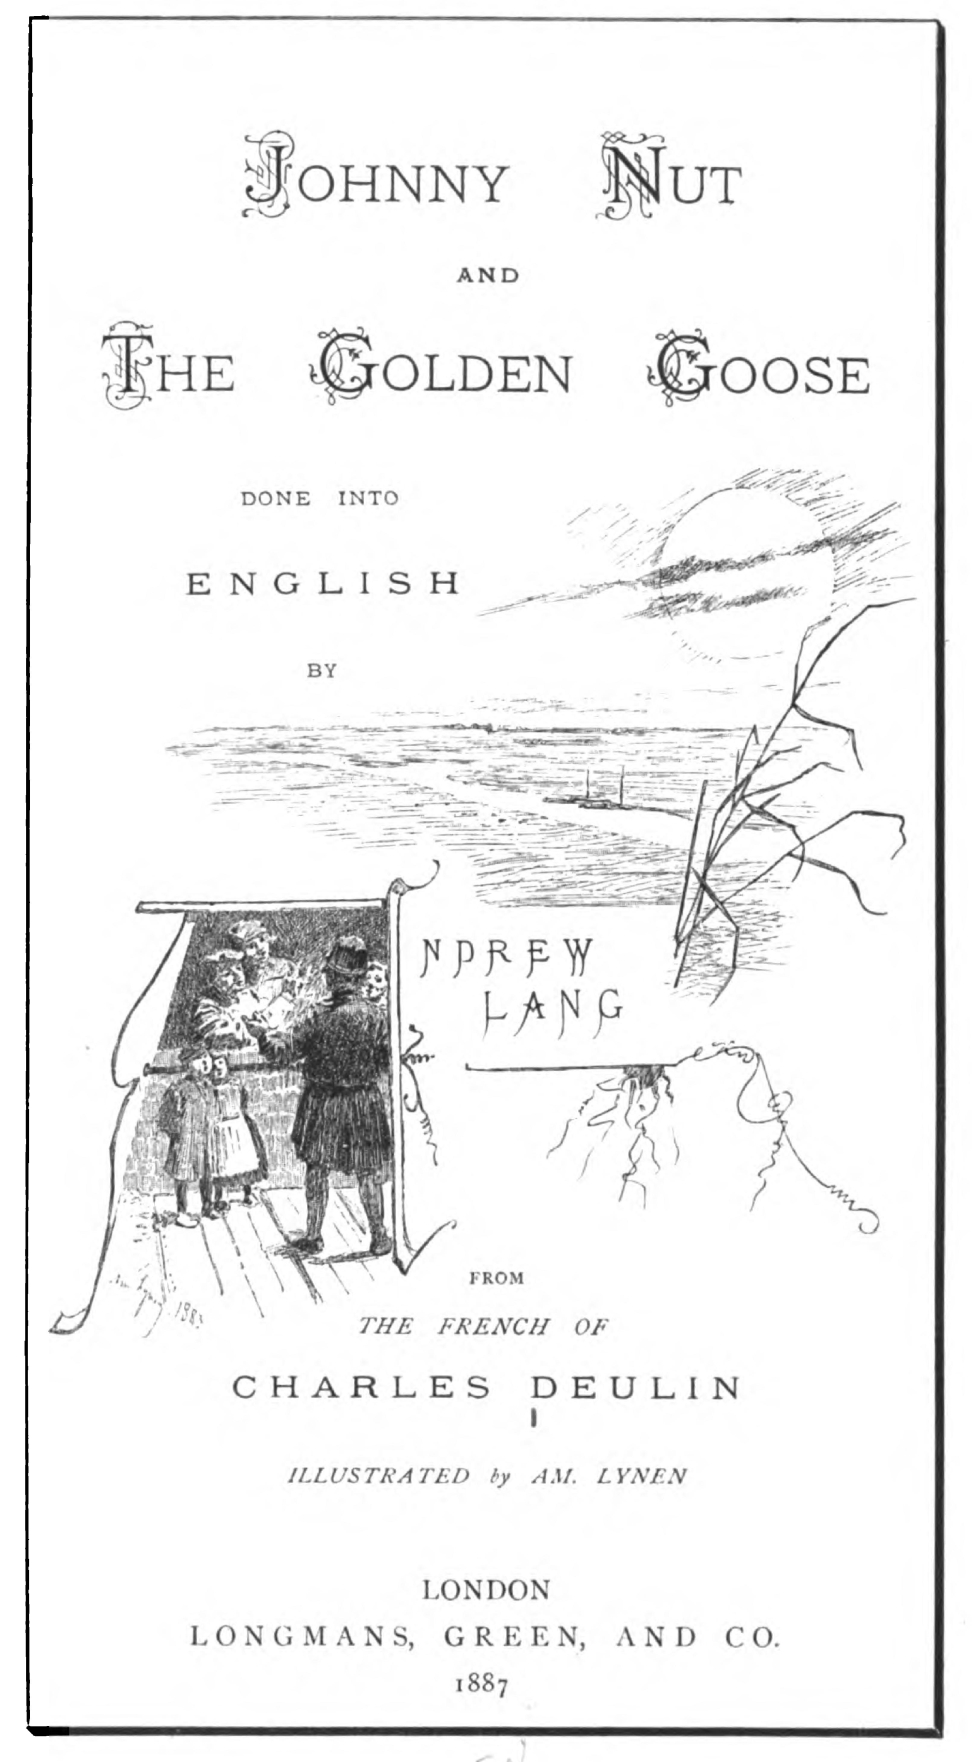 JOHNNY NUT
AND
THE GOLDEN GOOSE
DONE INTO
ENGLISH
BY
ANDREW
LANG
FROM
THE FRENCH OF
CHARLES DEULIN
ILLUSTRATED by AM. LYNEN
LONDON
LONGMANS, GREEN, AND CO.
1887